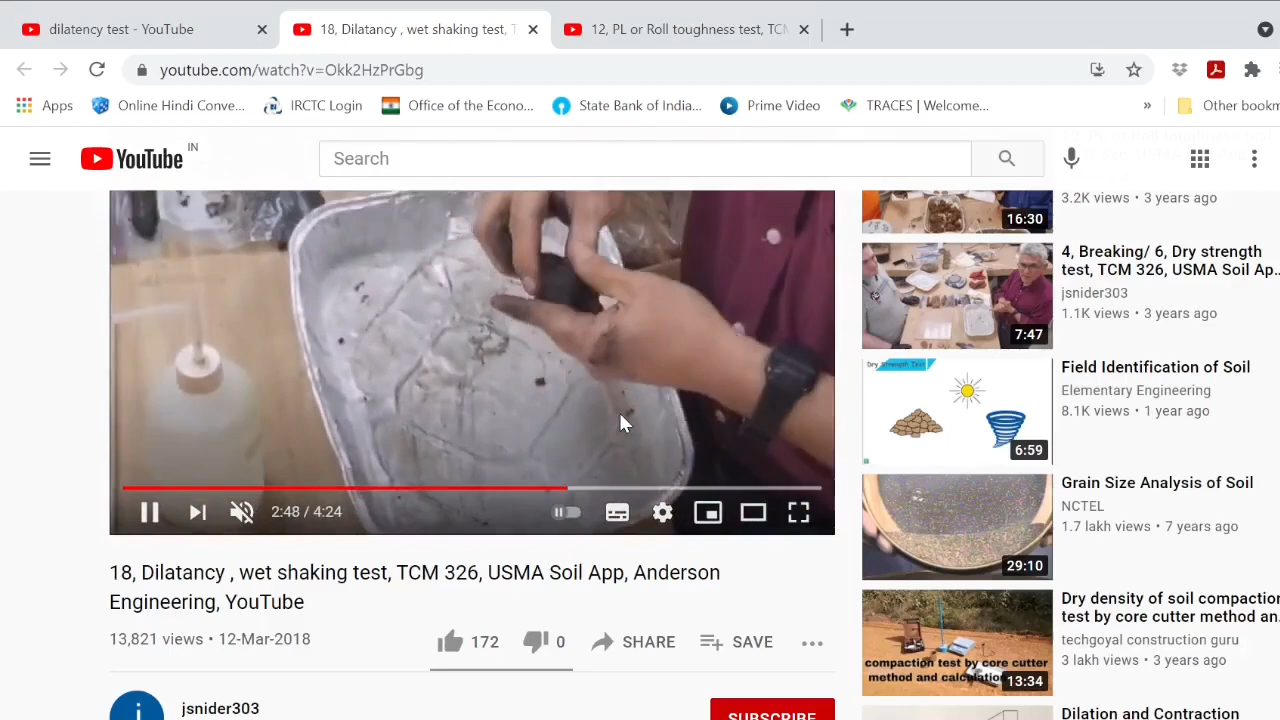 dilatency test - YouTube
18, Dilatancy , wet shaking test, T
12, PL or Roll toughness test, TCM
youtube.com/watch?v=Okk2HzPrGbg
Apps
Online Hindi Conve...
IRCTC Login
Office of the Econo...
State Bank of India...
Prime Video
TRACES | Welcome...
»
Other bookm
YouTube IN
Search
16:30
3.2K views • 3 years ago
4, Breaking/ 6, Dry strength
test, TCM 326, USMA Soil Ap...
jsnider303
1.1K views • 3 years ago
7:47
Dry Strength Test
Field Identification of Soil
Elementary Engineering
8.1K views • 1 year ago
6:59
Grain Size Analysis of Soil
NCTEL
1.7 lakh views • 7 years ago
29:10
Dry density of soil compaction
test by core cutter method an...
techgoyal construction guru
3 lakh views • 3 years ago
compaction test by core cutter
method and calculation
13:34
Dilation and Contraction
2:48 / 4:24
18, Dilatancy , wet shaking test, TCM 326, USMA Soil App, Anderson
Engineering, YouTube
13,821 views • 12-Mar-2018
172
0
SHARE
SAVE
jsnider303
SUBSCRIBE